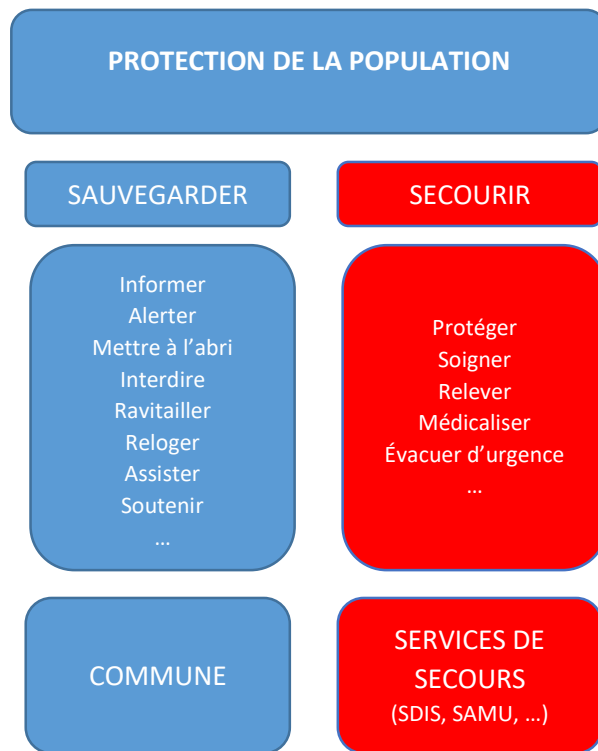 PROTECTION DE LA POPULATION
SAUVEGARDER
Informer
Alerter
Mettre à l’abri
Interdire
Ravitailler
Reloger
Assister
Soutenir
…
COMMUNE
SECOURIR
Protéger
Soigner
Relever
Médicaliser
Évacuer d’urgence
…
SERVICES DE
SECOURS
(SDIS, SAMU, …)